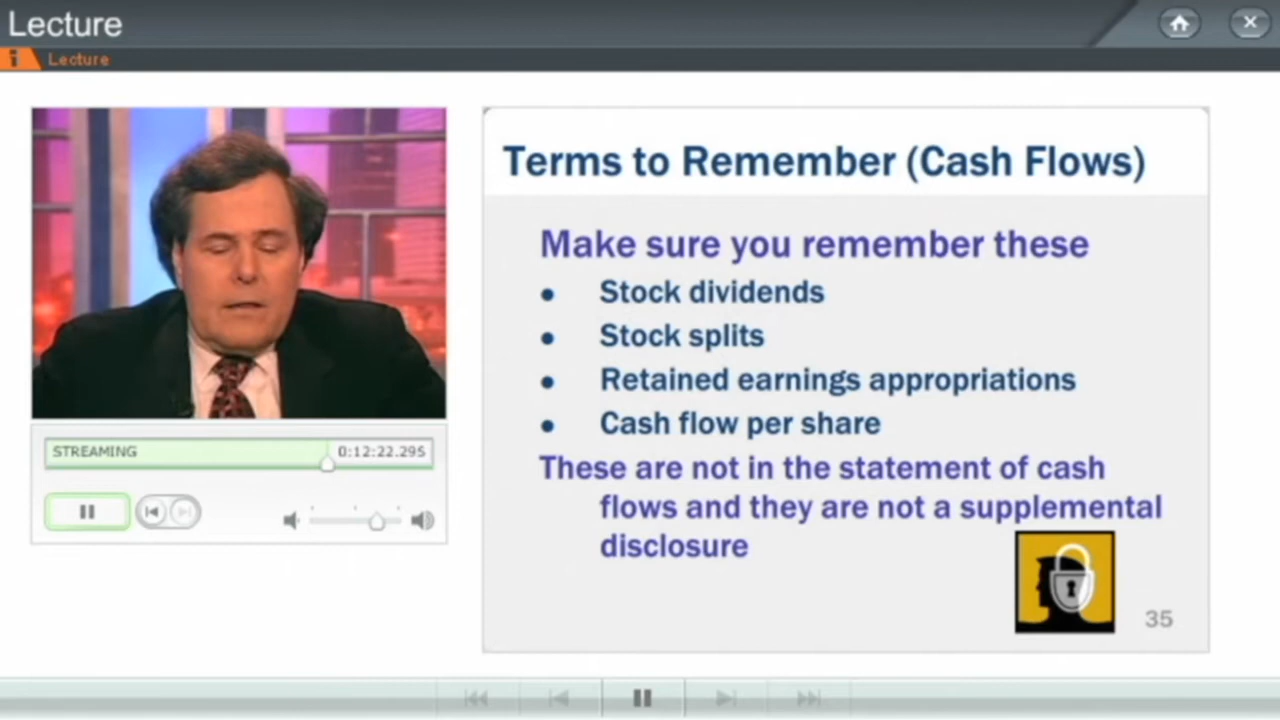 Lecture
i Lecture
Terms to Remember (Cash Flows)
Make sure you remember these
• Stock dividends
• Stock splits
• Retained earnings appropriations
• Cash flow per share
These are not in the statement of cash
flows and they are not a supplemental
disclosure
35
STREAMING 0:12:22.295